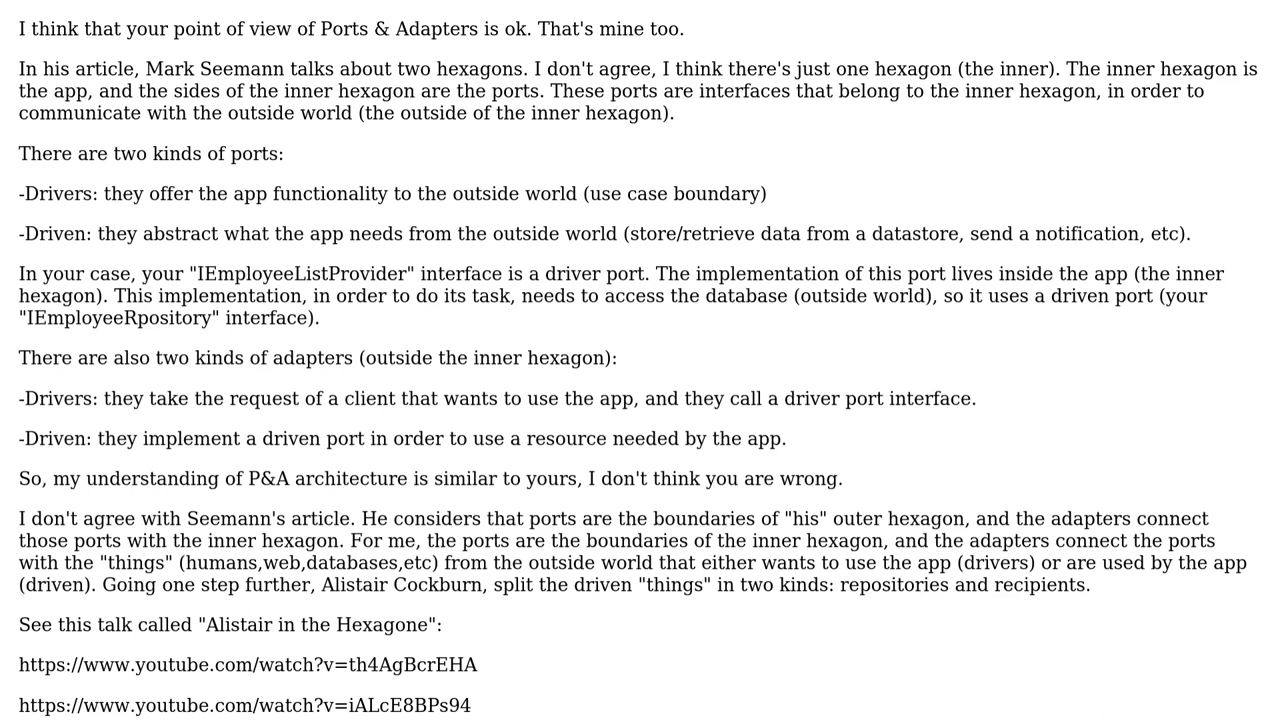 I think that your point of view of Ports & Adapters is ok. That's mine too.
In his article, Mark Seemann talks about two hexagons. I don't agree, I think there's just one hexagon (the inner). The inner hexagon is
the app, and the sides of the inner hexagon are the ports. These ports are interfaces that belong to the inner hexagon, in order to
communicate with the outside world (the outside of the inner hexagon).
There are two kinds of ports:
-Drivers: they offer the app functionality to the outside world (use case boundary)
-Driven: they abstract what the app needs from the outside world (store/retrieve data from a datastore, send a notification, etc).
In your case, your "IEmployeeListProvider" interface is a driver port. The implementation of this port lives inside the app (the inner
hexagon). This implementation, in order to do its task, needs to access the database (outside world), so it uses a driven port (your
"IEmployeeRpository" interface).
There are also two kinds of adapters (outside the inner hexagon):
-Drivers: they take the request of a client that wants to use the app, and they call a driver port interface.
-Driven: they implement a driven port in order to use a resource needed by the app.
So, my understanding of P&A architecture is similar to yours, I don't think you are wrong.
I don't agree with Seemann's article. He considers that ports are the boundaries of "his" outer hexagon, and the adapters connect
those ports with the inner hexagon. For me, the ports are the boundaries of the inner hexagon, and the adapters connect the ports
with the "things" (humans,web,databases,etc) from the outside world that either wants to use the app (drivers) or are used by the app
(driven). Going one step further, Alistair Cockburn, split the driven "things" in two kinds: repositories and recipients.
See this talk called "Alistair in the Hexagone":
https://www.youtube.com/watch?v=th4AgBcrEHA
https://www.youtube.com/watch?v=iALcE8BPs94